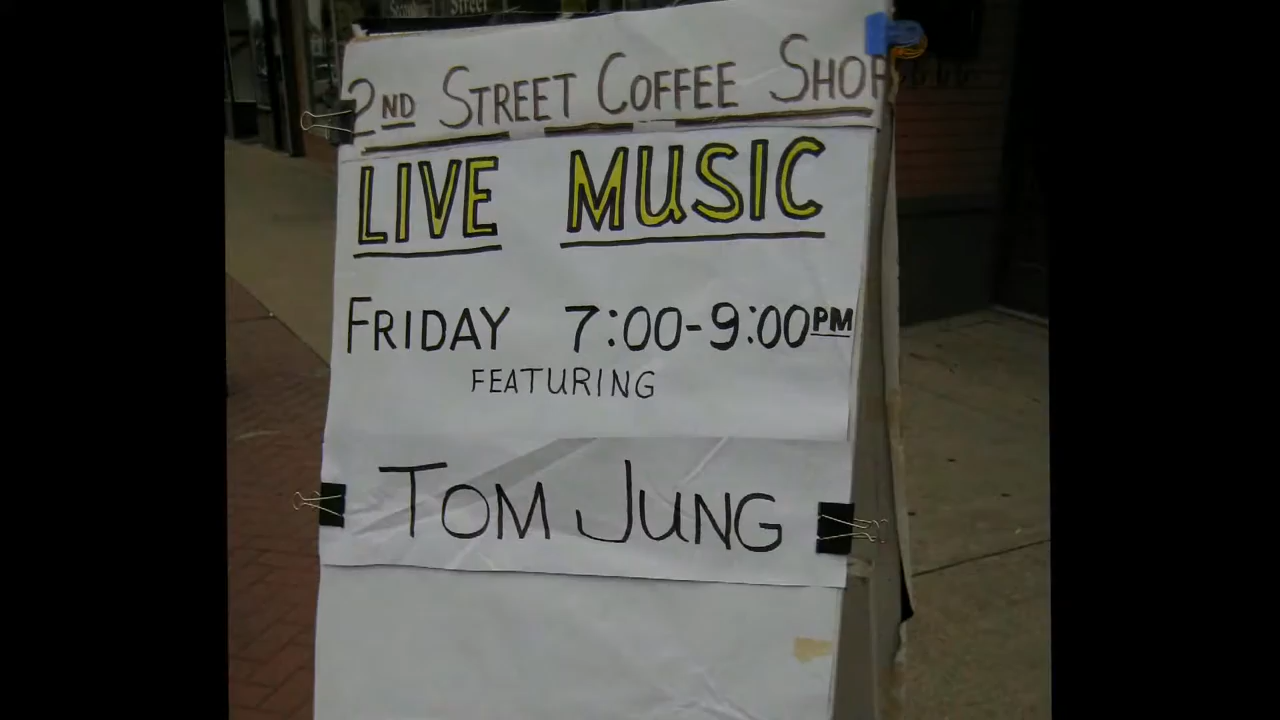 2ND STREET COFFEE SHOP
LIVE MUSIC
FRIDAY 7:00-9:00PM
FEATURING
TOM JUNG